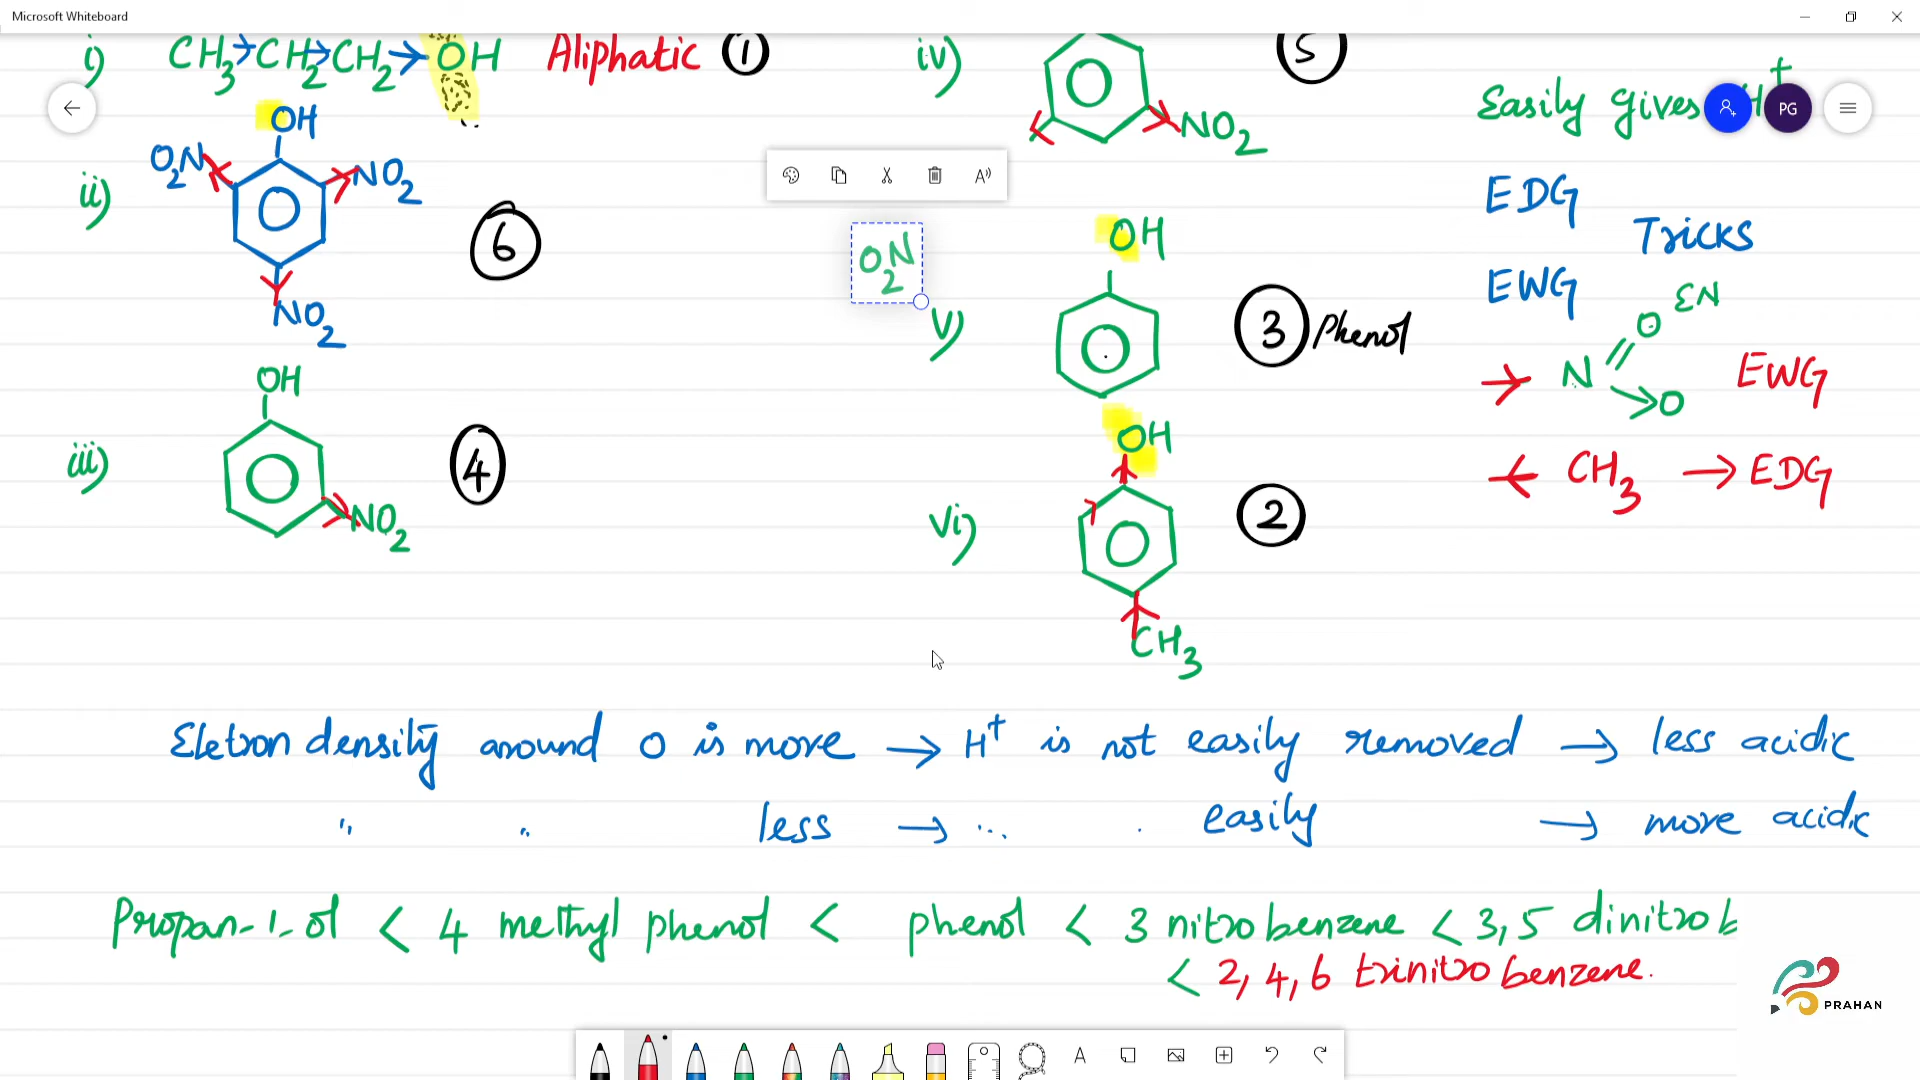 Microsoft Whiteboard
i) CH3 CH2 CH2 OH Aliphatic 1
iv) NO2 5
Easily gives H+
PG
ii) OH O2N NO2 NO2 6
O2N
EDG
Tricks
EWG
v) OH 3 Phenol
EN
N O O EWG
iii) OH NO2 4
CH3 → EDG
vi) OH CH3 2
Eletron density around O is more → H+ is not easily removed → less acidic
" " less → ... easily → more acidic
Propan-1-ol < 4 methyl phenol < phenol < 3 nitro benzene < 3,5 dinitro b
< 2,4,6 trinitro benzene.
PRAHAN